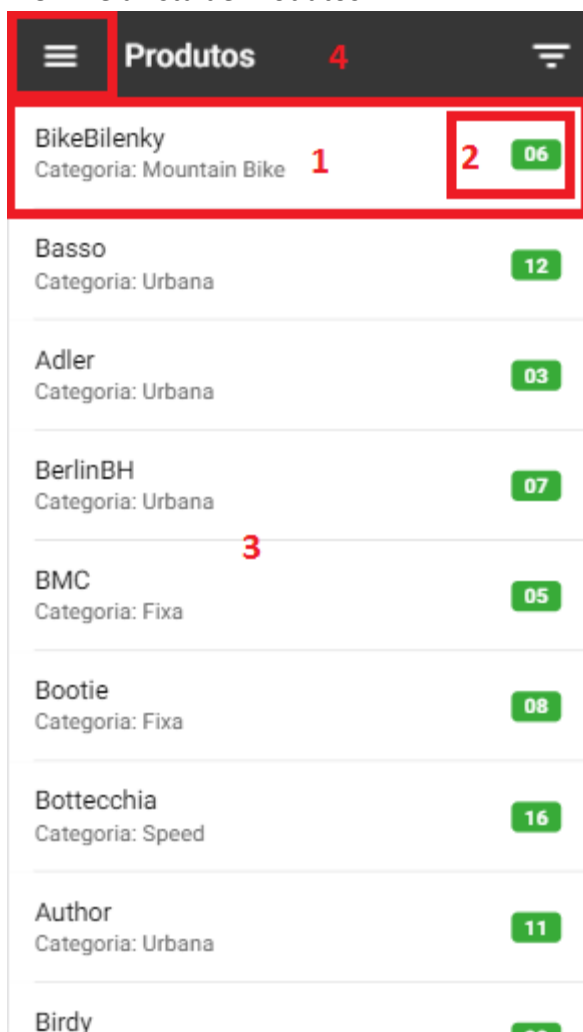 Produtos 4
BikeBilenky
Categoria: Mountain Bike 1 2 06
Basso
Categoria: Urbana 12
Adler
Categoria: Urbana 03
BerlinBH
Categoria: Urbana 07
3
BMC
Categoria: Fixa 05
Bootie
Categoria: Fixa 08
Bottecchia
Categoria: Speed 16
Author
Categoria: Urbana 11
Birdy